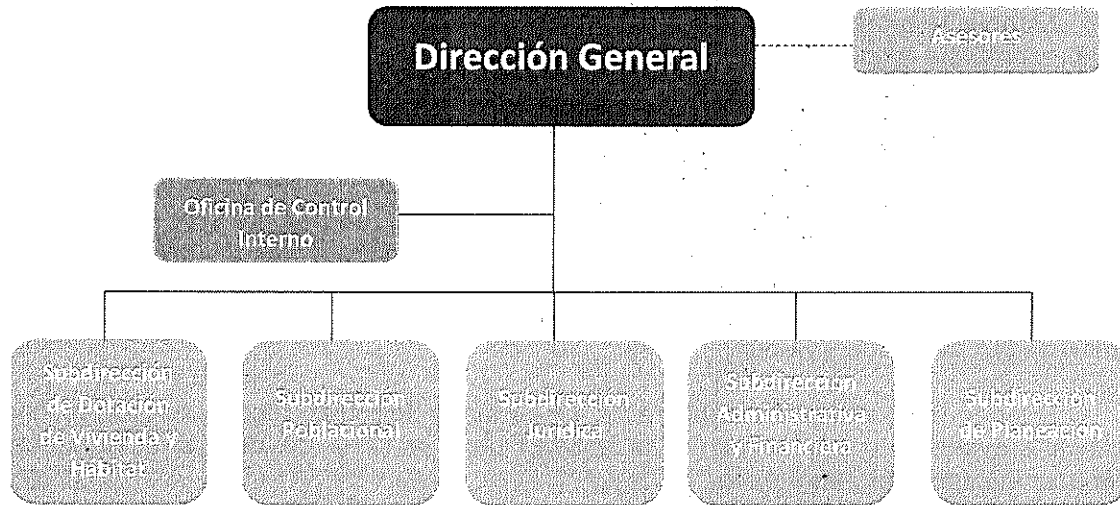 Dirección General
Asesores
Oficina de Control
Interno
Subdirección
de Dotación
de Vivienda y
Habitat
Subdirección
Poblacional
Subdirección
Jurídica
Subdirección
Administrativa
y Financiera
Subdirección
de Planeación